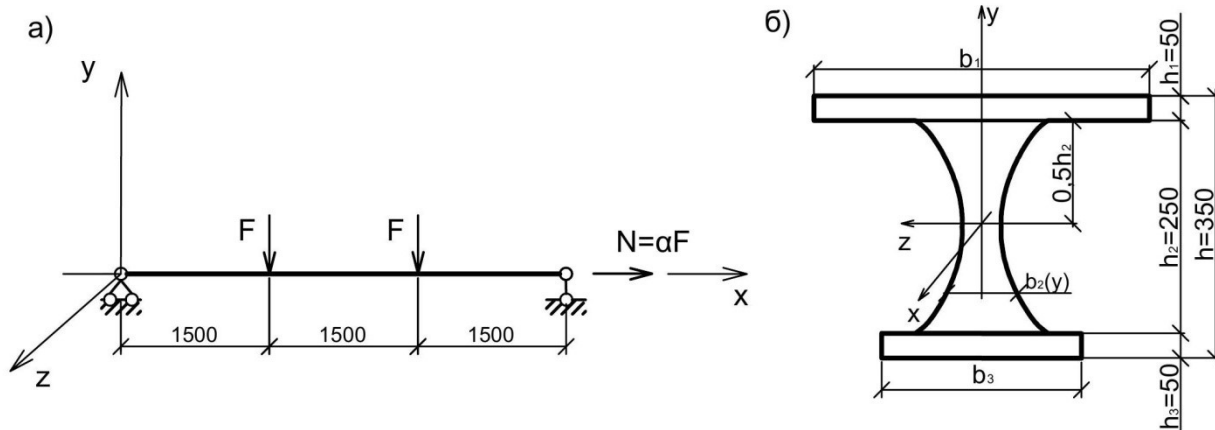 а)
y
F
F
N=αF
x
1500
1500
1500
z
б)
y
b₁
h₁=50
0,5h₂
h₂=250
h=350
z
x
b₂(y)
b₃
h₃=50